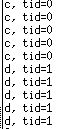 c, tid=0
c, tid=0
c, tid=0
c, tid=0
c, tid=0
d, tid=1
d, tid=1
d, tid=1
d, tid=1
d, tid=1